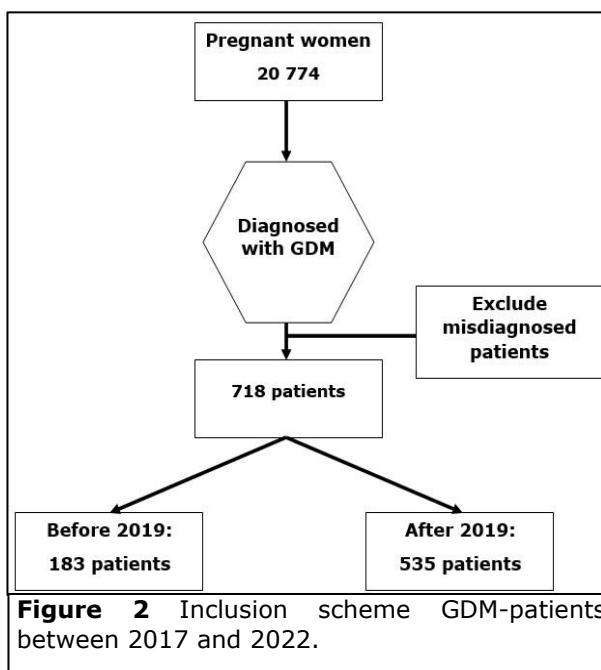 Pregnant women
20 774
Diagnosed
with GDM
Exclude
misdiagnosed
patients
718 patients
Before 2019:
183 patients
After 2019:
535 patients
Figure 2 Inclusion scheme GDM-patients
between 2017 and 2022.